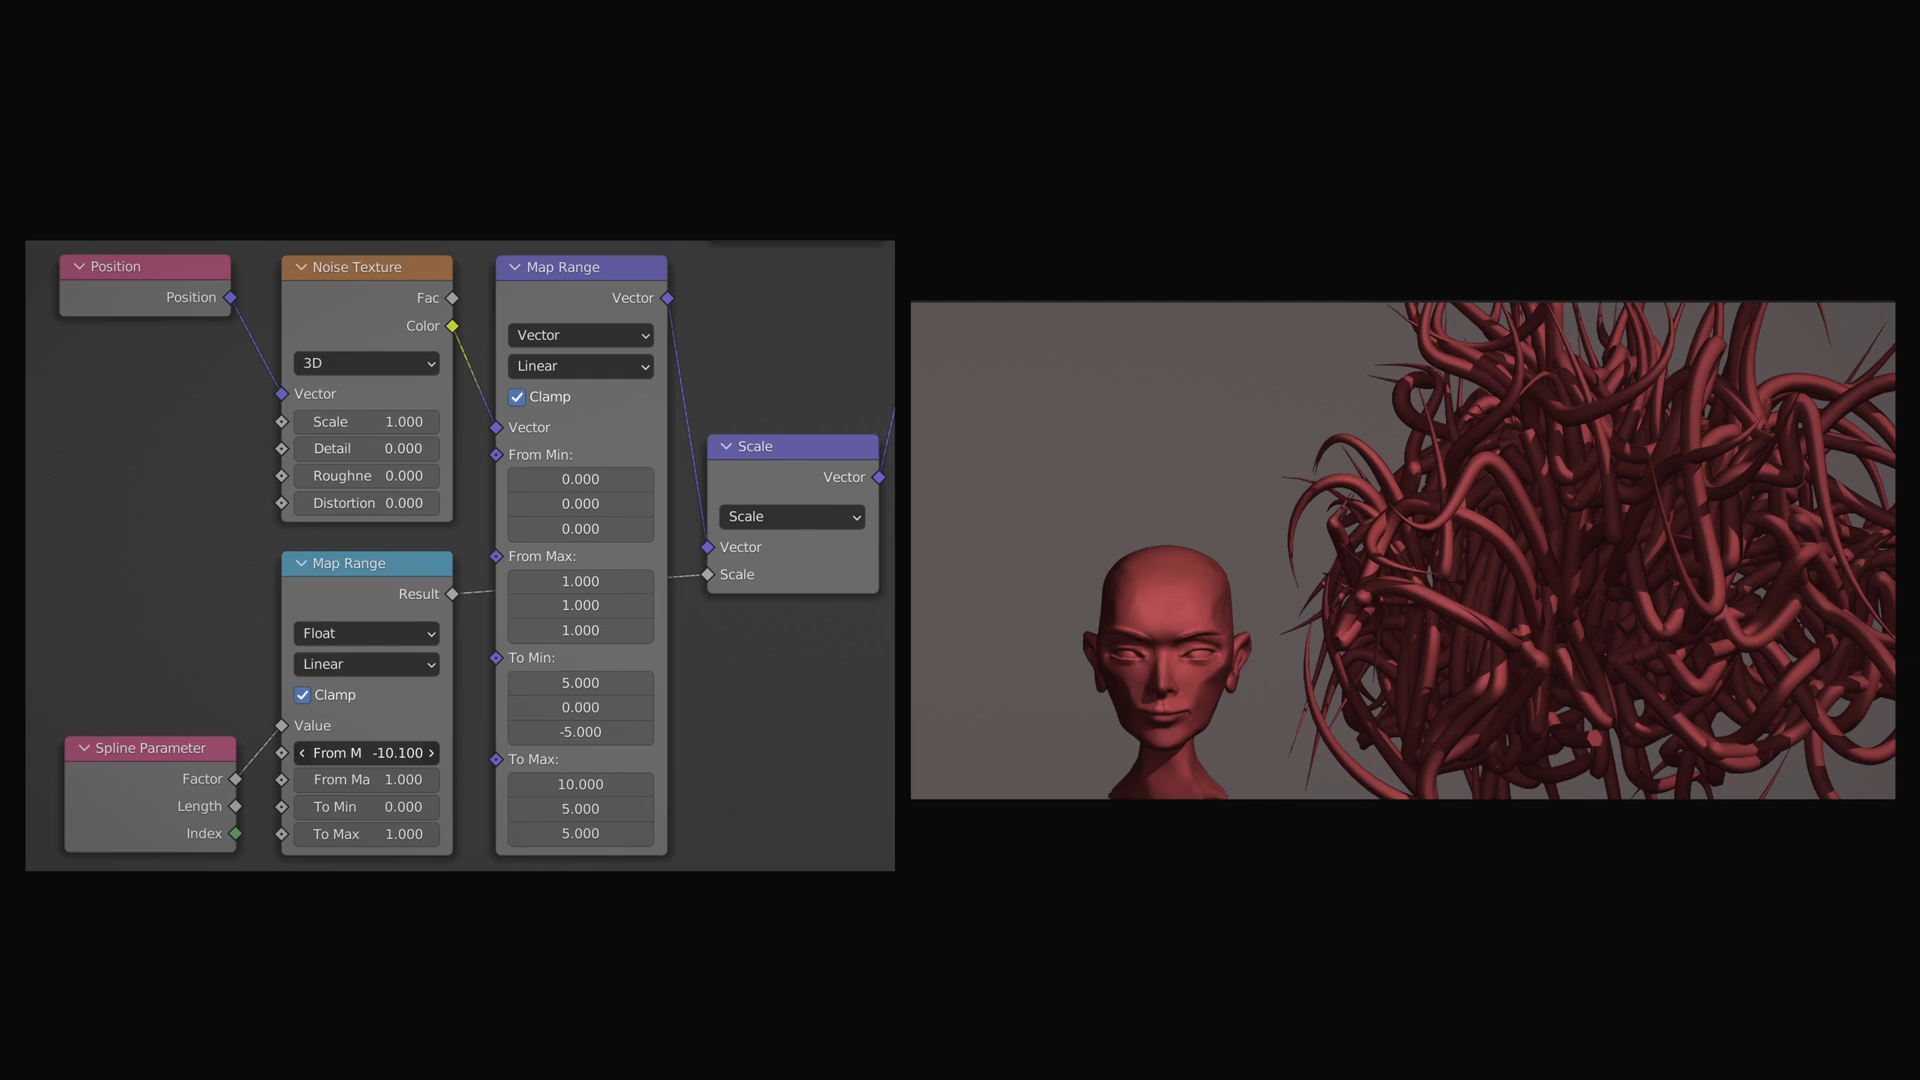 Position
Position
Noise Texture
Fac
Color
3D
Vector
Scale 1.000
Detail 0.000
Roughne 0.000
Distortion 0.000
Map Range
Result
Float
Linear
Clamp
Value
From M -10.100
From Ma 1.000
To Min 0.000
To Max 1.000
Spline Parameter
Factor
Length
Index
Map Range
Vector
Vector
Linear
Clamp
Vector
From Min:
0.000
0.000
0.000
From Max:
1.000
1.000
1.000
To Min:
5.000
0.000
-5.000
To Max:
10.000
5.000
5.000
Scale
Vector
Scale
Vector
Scale